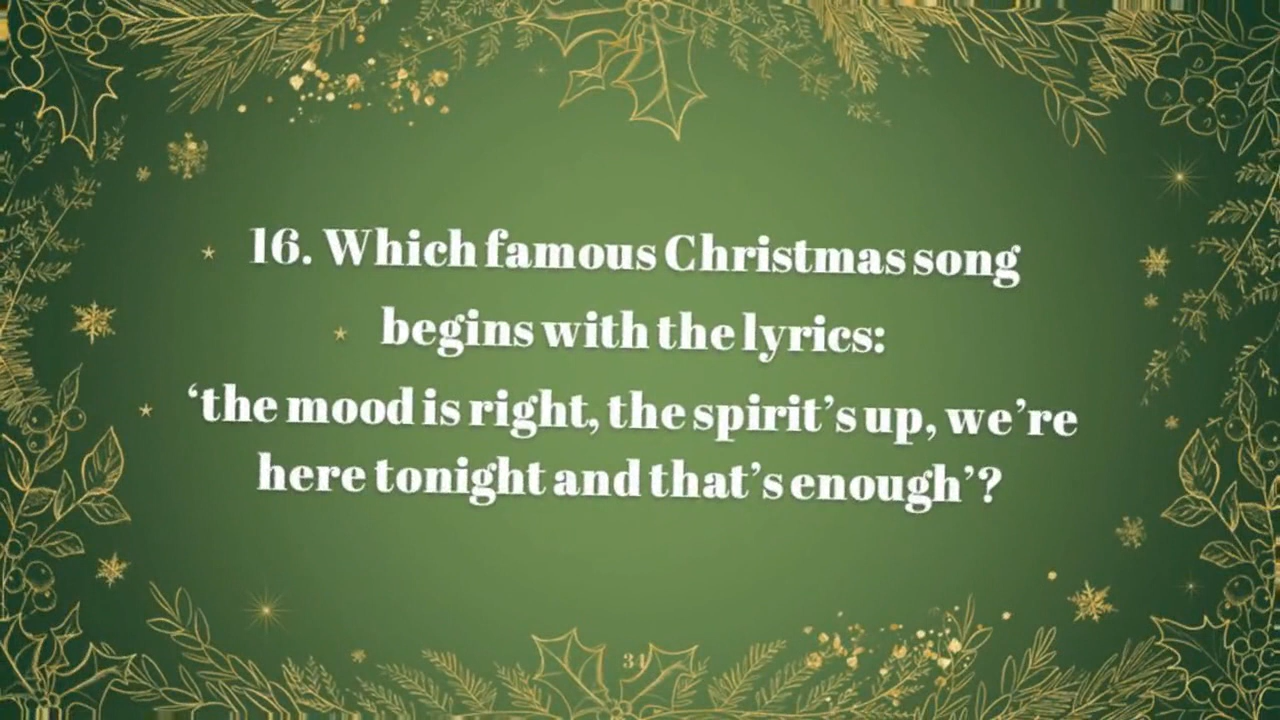 16. Which famous Christmas song
begins with the lyrics:
‘the mood is right, the spirit’s up, we’re
here tonight and that’s enough’?